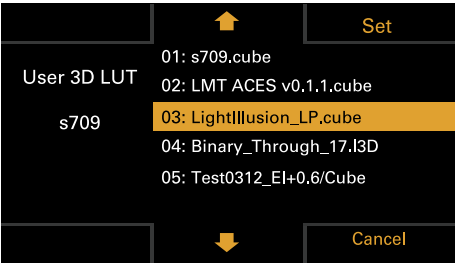 Set
User 3D LUT
s709
01: s709.cube
02: LMT ACES v0.1.1.cube
03: LightIllusion_LP.cube
04: Binary_Through_17.l3D
05: Test0312_EI+0.6/Cube
Cancel